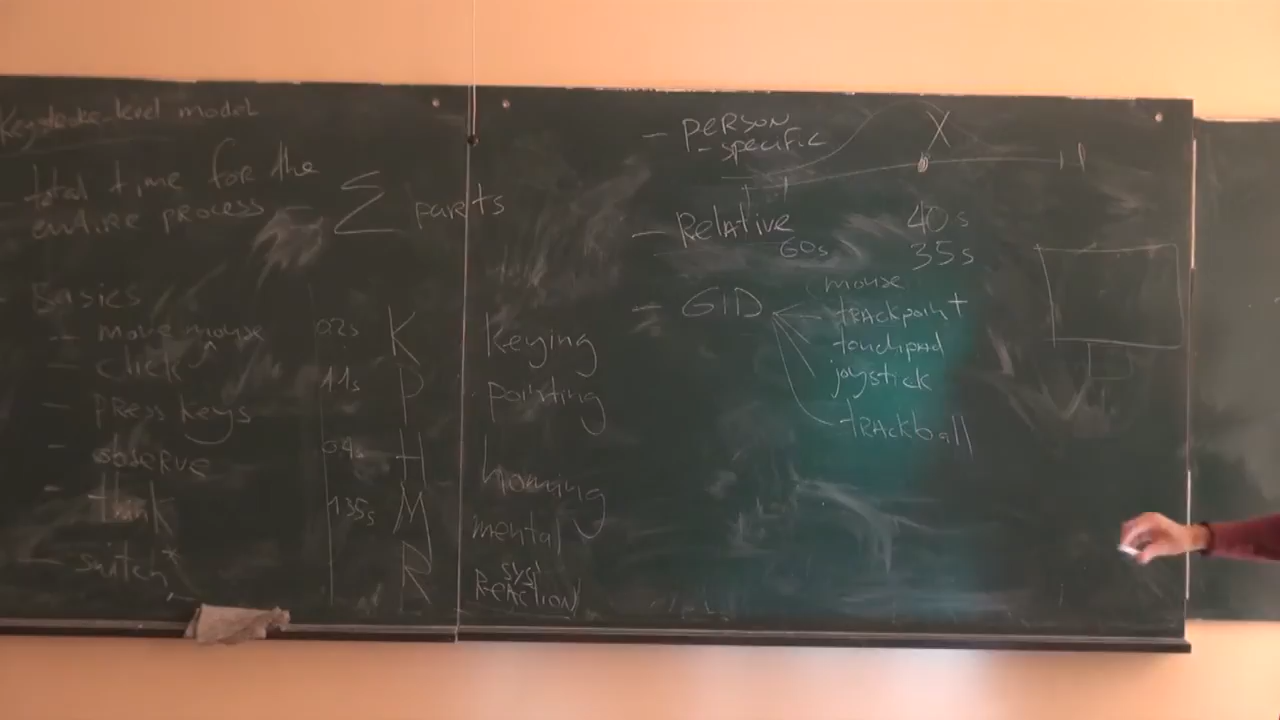 Keystroke-level model
- total time for the
entire process = Σ parts
- Basics
- move mouse
- click
- press keys
- observe
- think
- switch*
0.2s K Keying
1.1s P pointing
0.4s H homing
1.35s M mental
R syst
Reaction
- person
- specific
X
- Relative 40s
60s 35s
- GID mouse
trackpoint
touchpad
joystick
trackball